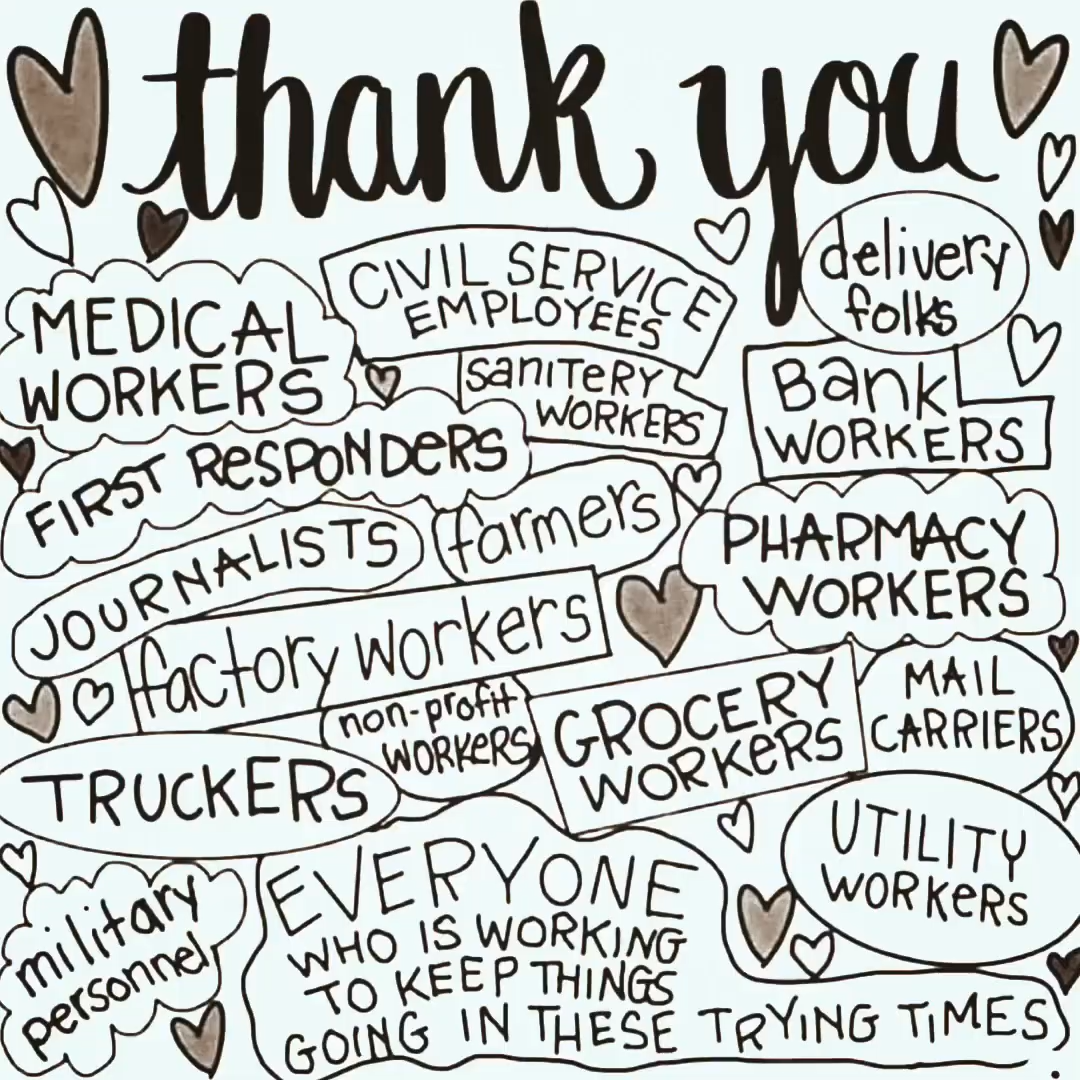 thank you
CIVIL SERVICE
EMPLOYEES
delivery
folks
MEDICAL
WORKERS
SANITERY
WORKERS
Bank
WORKERS
FIRST RESPONDERS
JOURNALISTS
farmers
PHARMACY
WORKERS
factory workers
non-profit
WORKERS
GROCERY
WORKERS
MAIL
CARRIERS
TRUCKERS
UTILITY
WORKERS
military
personnel
EVERYONE
WHO IS WORKING
TO KEEP THINGS
GOING IN THESE TRYING TIMES